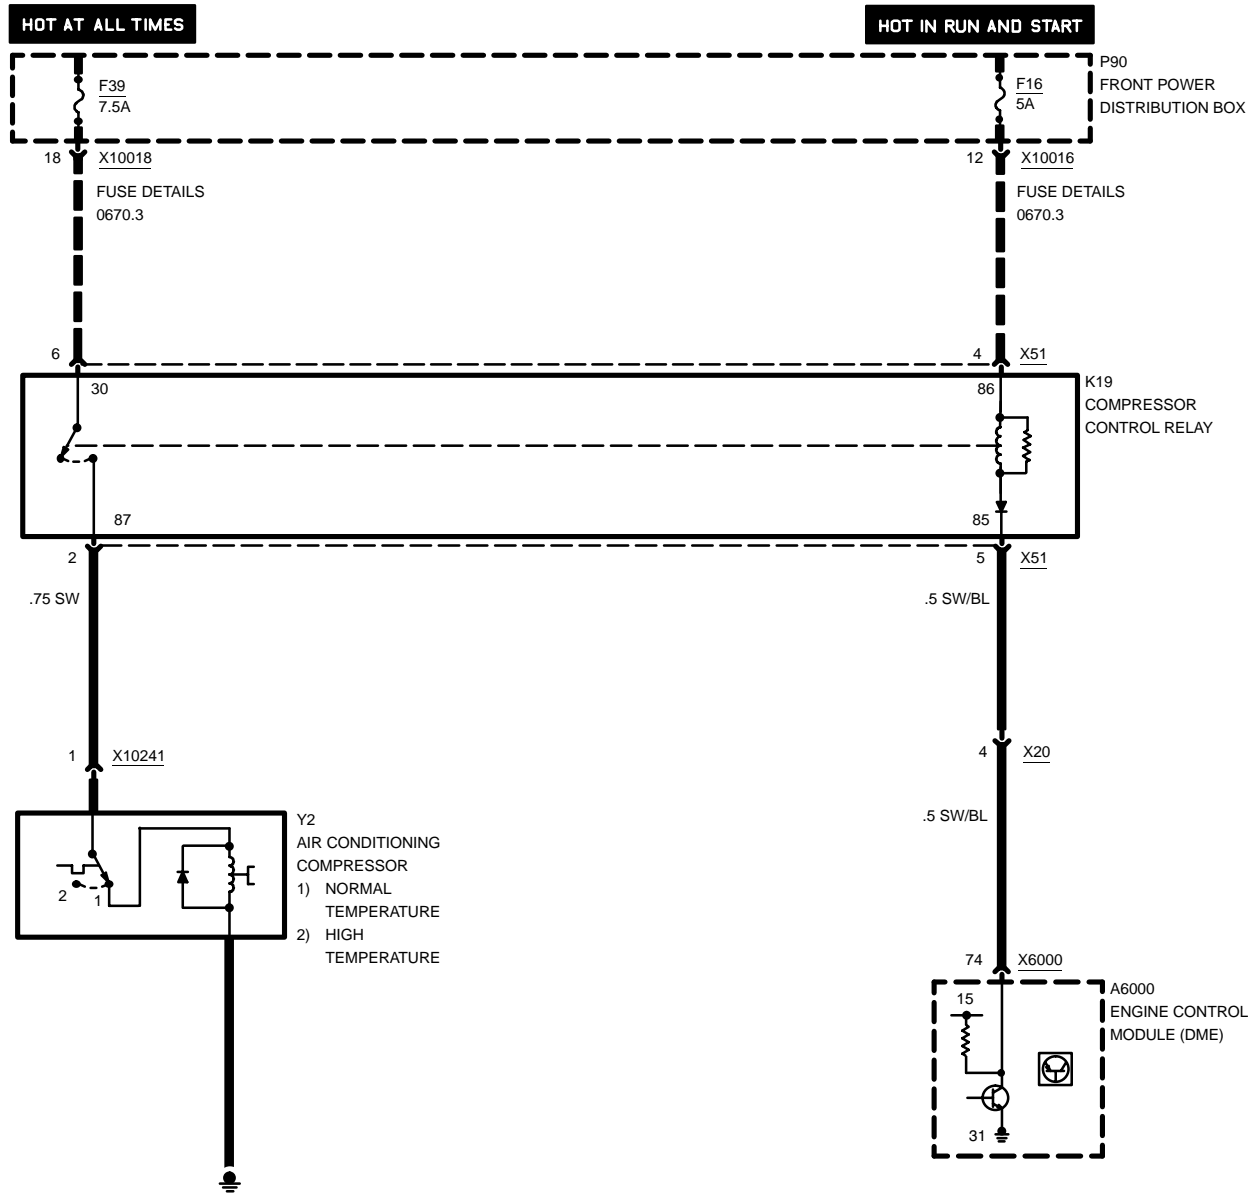 HOT AT ALL TIMES
HOT IN RUN AND START
F39
7.5A
F16
5A
P90
FRONT POWER
DISTRIBUTION BOX
18 X10018
FUSE DETAILS
0670.3
12 X10016
FUSE DETAILS
0670.3
6
4 X51
30
86
K19
COMPRESSOR
CONTROL RELAY
87
85
2
5 X51
.75 SW
.5 SW/BL
1 X10241
4 X20
.5 SW/BL
Y2
AIR CONDITIONING
COMPRESSOR
1) NORMAL
TEMPERATURE
2) HIGH
TEMPERATURE
2
1
74 X6000
A6000
ENGINE CONTROL
MODULE (DME)
15
31